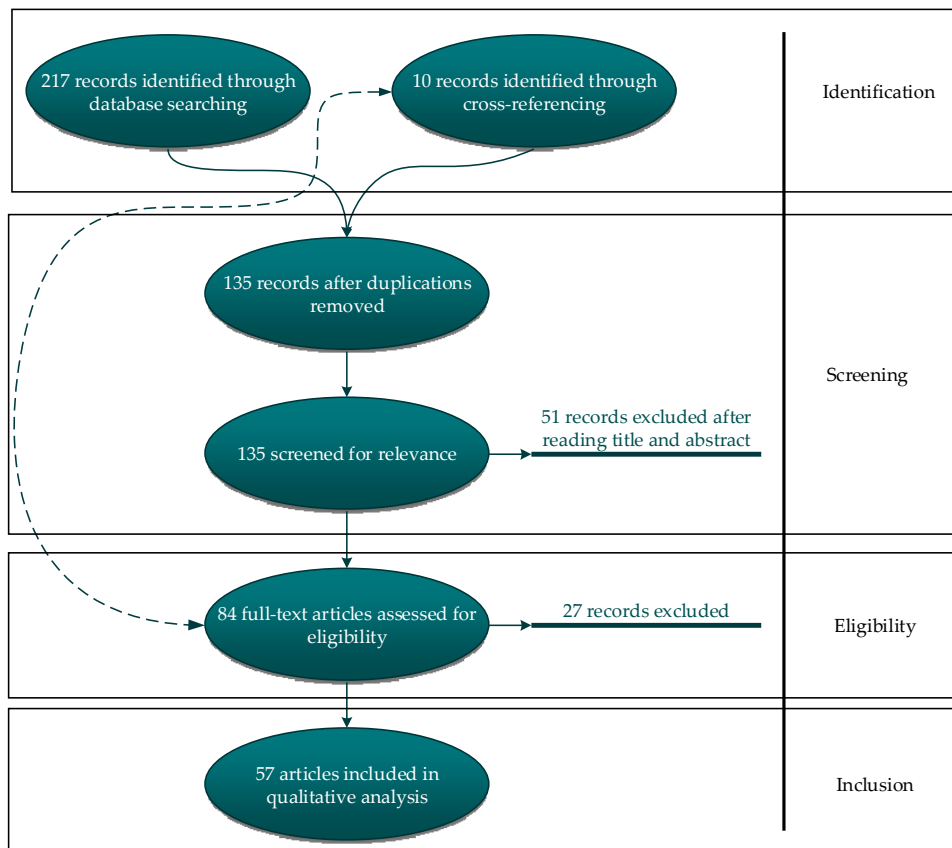 217 records identified through
database searching
10 records identified through
cross-referencing
Identification
135 records after duplications
removed
Screening
135 screened for relevance
51 records excluded after
reading title and abstract
84 full-text articles assessed for
eligibility
27 records excluded
Eligibility
57 articles included in
qualitative analysis
Inclusion